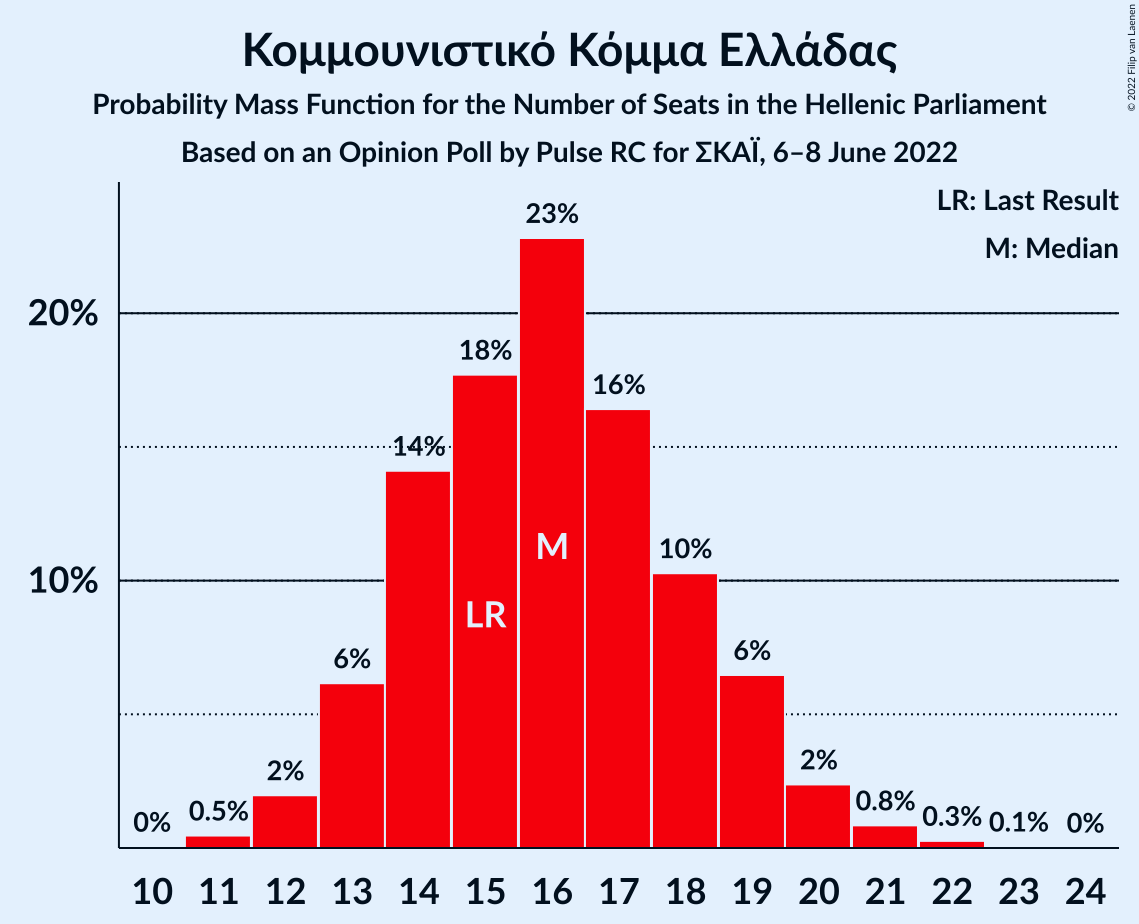 Κομμουνιστικό Κόμμα Ελλάδας
Probability Mass Function for the Number of Seats in the Hellenic Parliament
Based on an Opinion Poll by Pulse RC for ΣΚΑΪ, 6–8 June 2022
© 2022 Filip van Laenen
LR: Last Result
M: Median
20%
10%
0%
0.5%
2%
6%
14%
18%
23%
16%
10%
6%
2%
0.8%
0.3%
0.1%
0%
LR
M
10 11 12 13 14 15 16 17 18 19 20 21 22 23 24